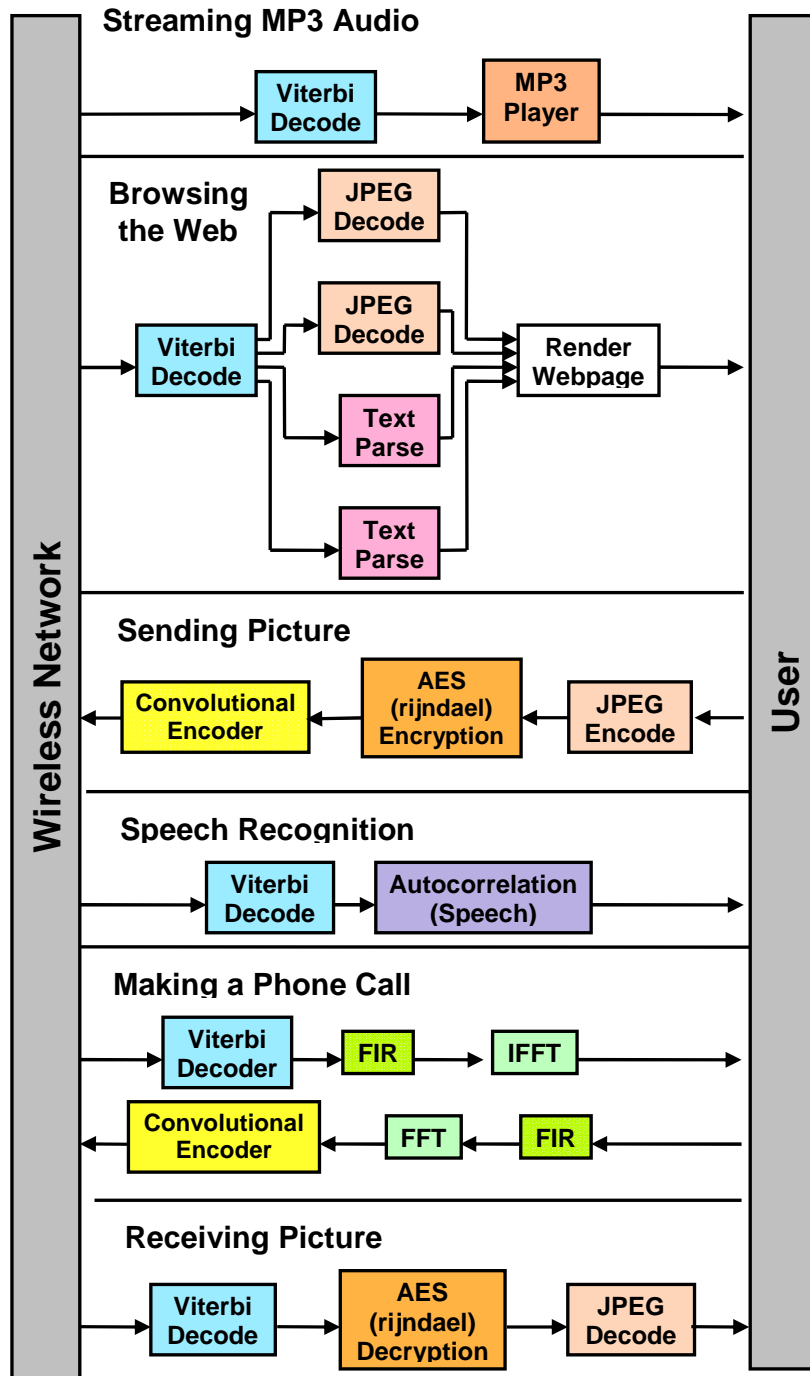 Streaming MP3 Audio
Viterbi
Decode
MP3
Player
Browsing
the Web
JPEG
Decode
JPEG
Decode
Viterbi
Decode
Render
Webpage
Text
Parse
Text
Parse
Wireless Network
User
Sending Picture
Convolutional
Encoder
AES
(rijndael)
Encryption
JPEG
Encode
Speech Recognition
Viterbi
Decode
Autocorrelation
(Speech)
Making a Phone Call
Viterbi
Decoder
FIR
IFFT
Convolutional
Encoder
FFT
FIR
Receiving Picture
Viterbi
Decode
AES
(rijndael)
Decryption
JPEG
Decode